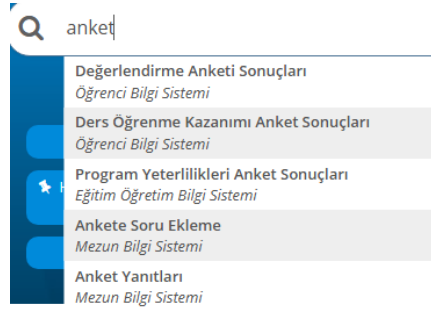 anket
Değerlendirme Anketi Sonuçları
Öğrenci Bilgi Sistemi
Ders Öğrenme Kazanımı Anket Sonuçları
Öğrenci Bilgi Sistemi
Program Yeterlilikleri Anket Sonuçları
Eğitim Öğretim Bilgi Sistemi
Ankete Soru Ekleme
Mezun Bilgi Sistemi
Anket Yanıtları
Mezun Bilgi Sistemi